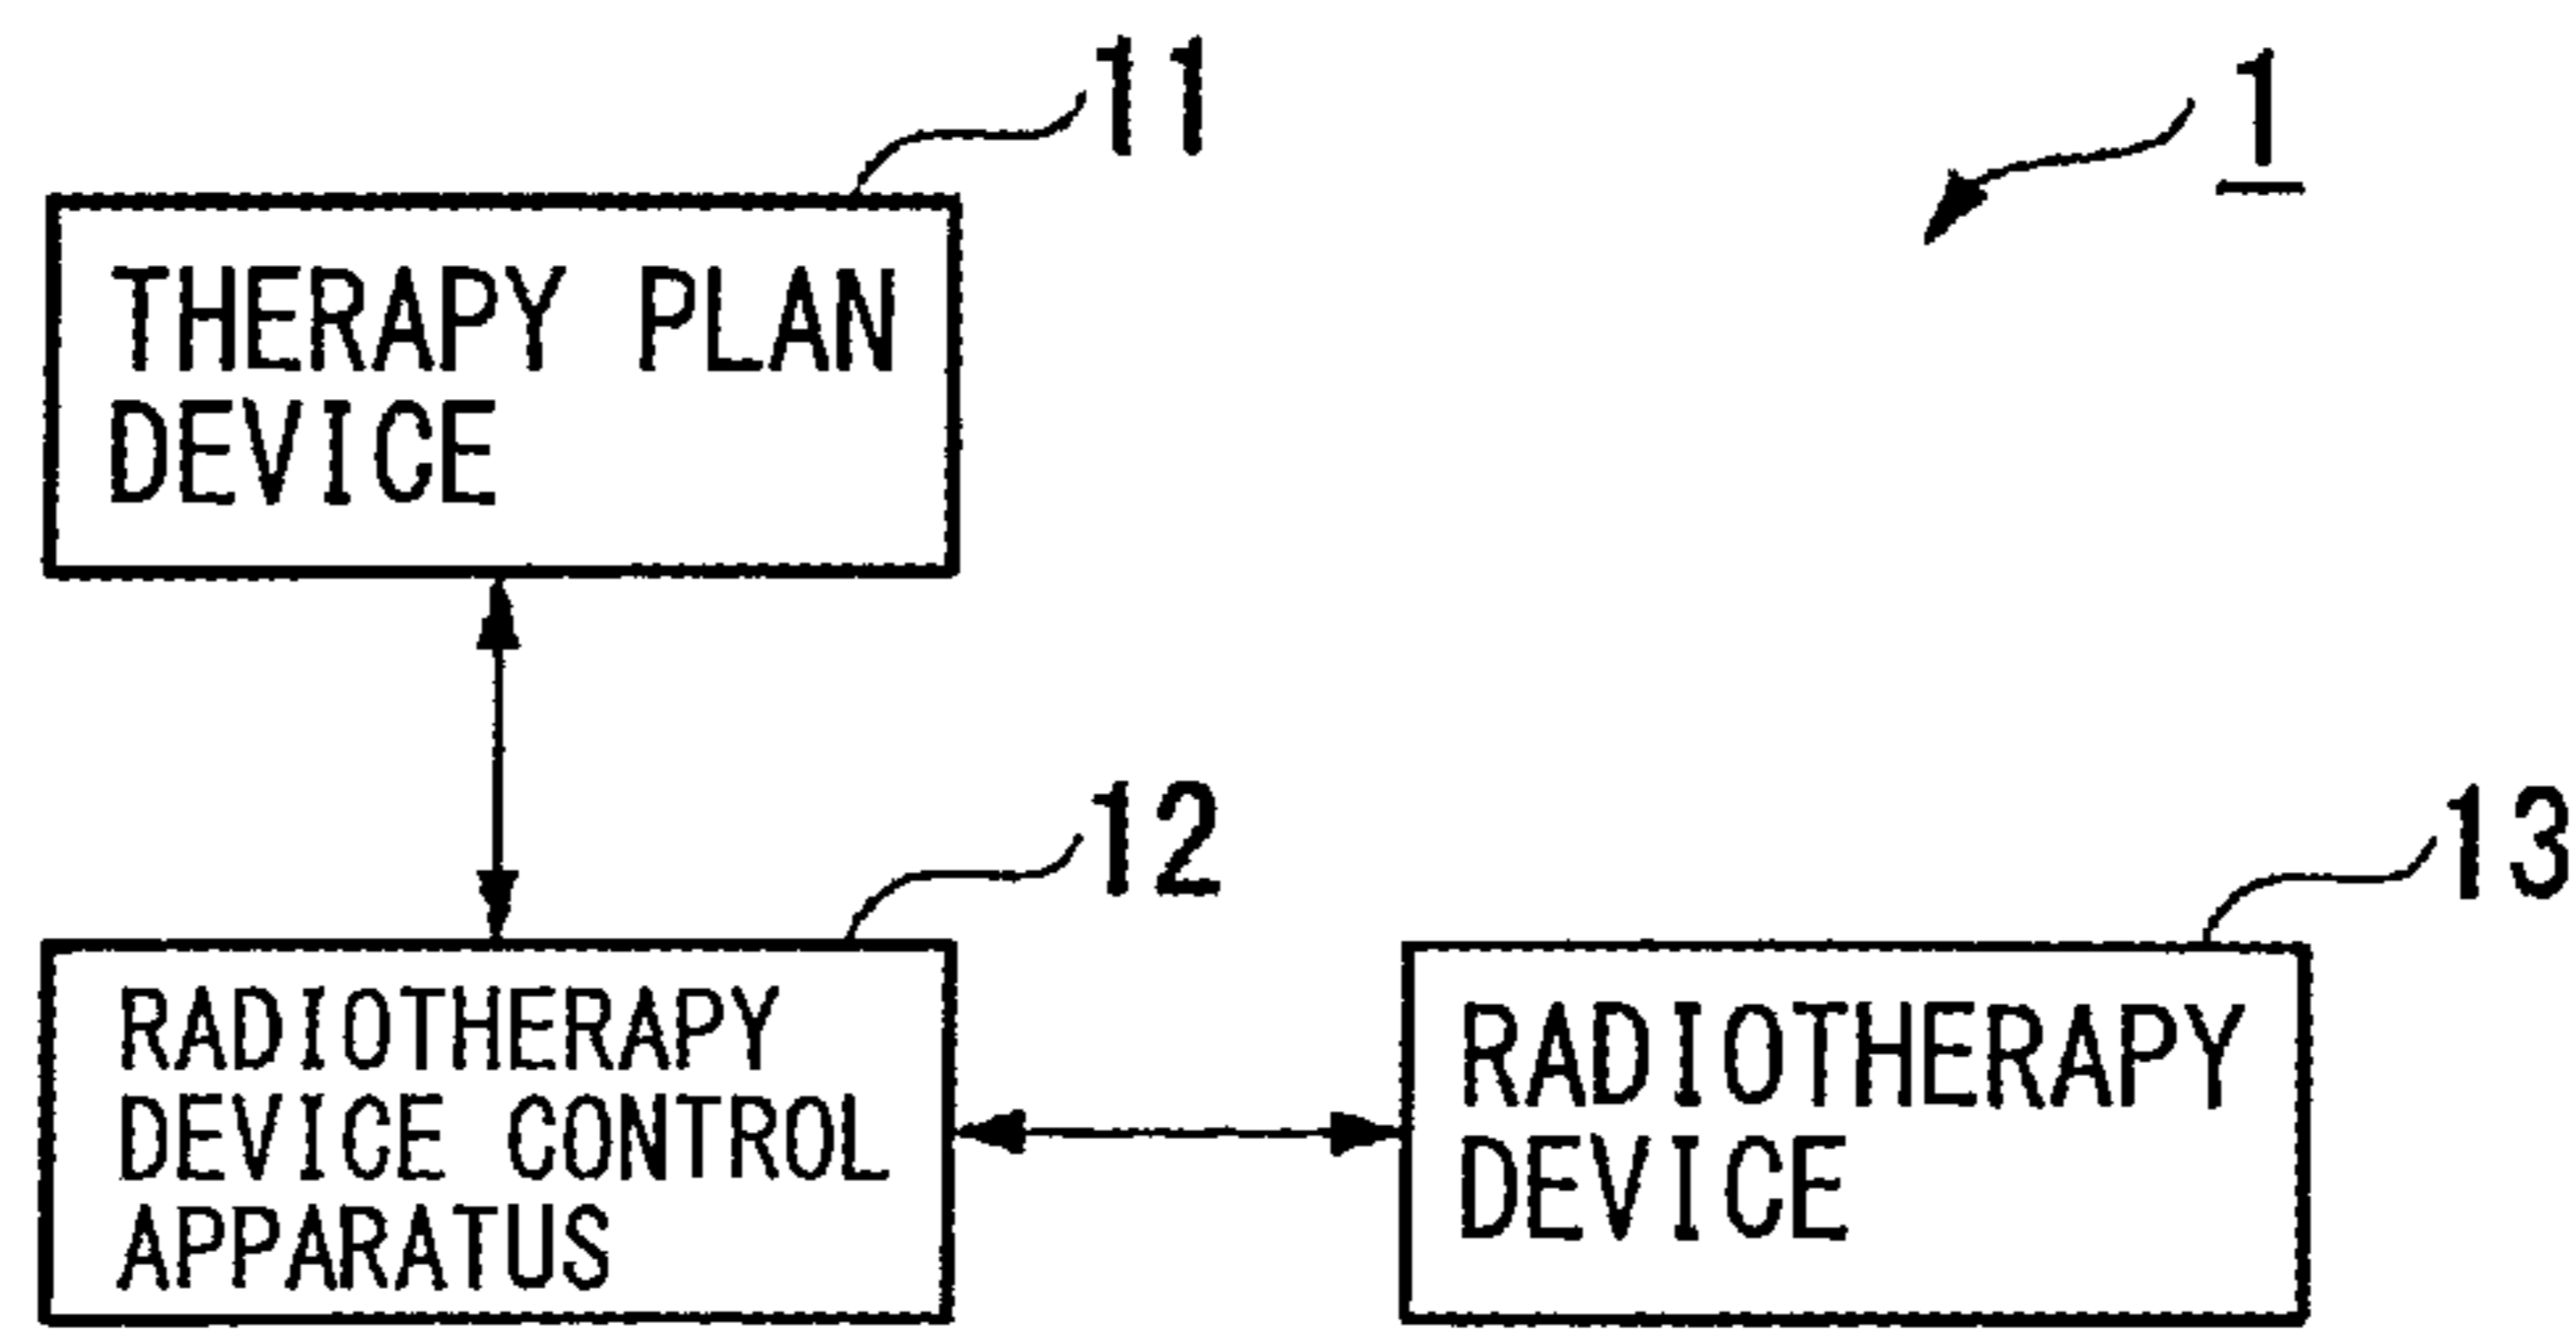 11
1
THERAPY PLAN
DEVICE
12
13
RADIOTHERAPY
DEVICE CONTROL
APPARATUS
RADIOTHERAPY
DEVICE